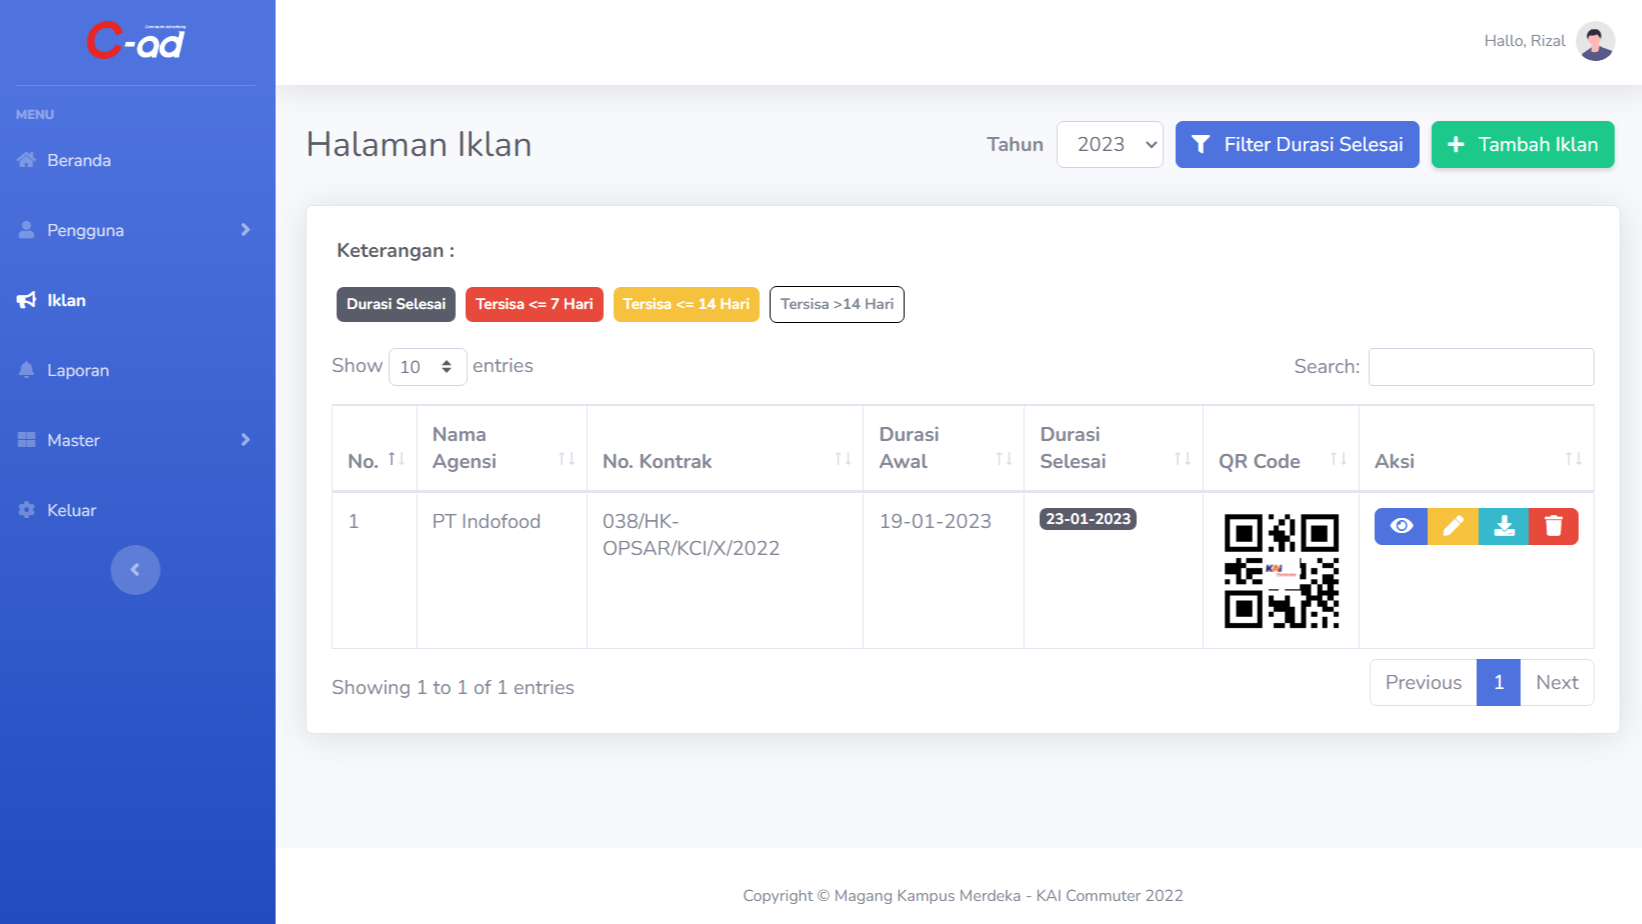 Commuter Advertising
C-ad
MENU
Beranda
Pengguna
Iklan
Laporan
Master
Keluar
Hallo, Rizal
Halaman Iklan
Tahun 2023 Filter Durasi Selesai Tambah Iklan
Keterangan :
Durasi Selesai Tersisa <= 7 Hari Tersisa <= 14 Hari Tersisa >14 Hari
Show 10 entries Search:
No. Nama Agensi No. Kontrak Durasi Awal Durasi Selesai QR Code Aksi
1 PT Indofood 038/HK-OPSAR/KCI/X/2022 19-01-2023 23-01-2023
KAI
Showing 1 to 1 of 1 entries
Previous 1 Next
Copyright © Magang Kampus Merdeka - KAI Commuter 2022